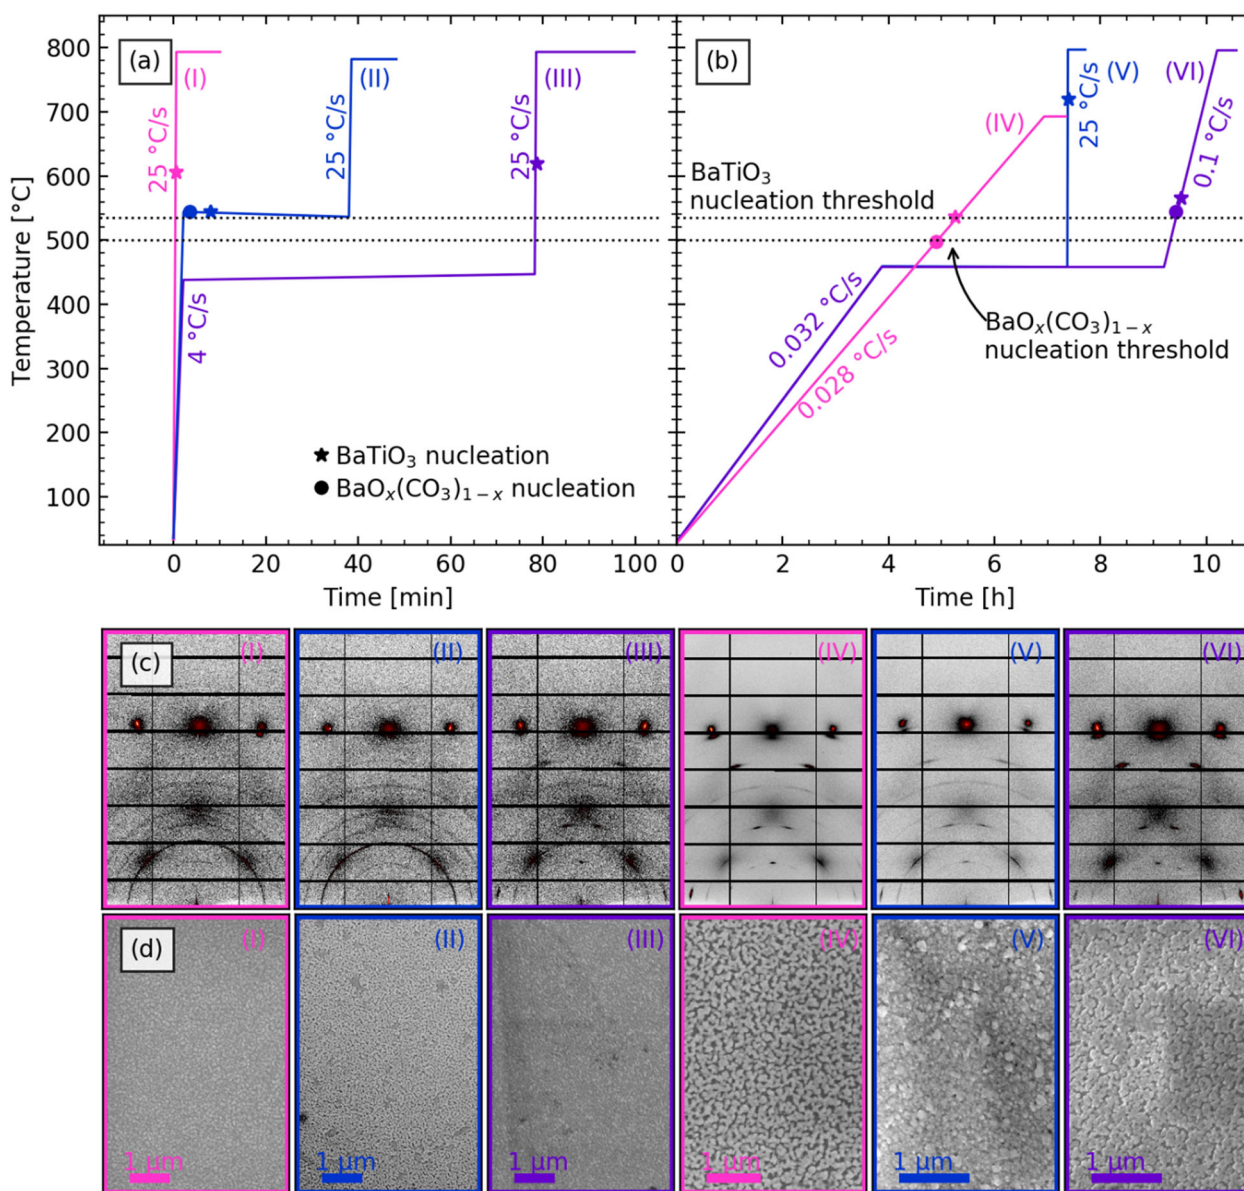 (a)
(I)
(II)
(III)
25 °C/s
25 °C/s
25 °C/s
4 °C/s
800
700
600
500
400
300
200
100
Temperature [°C]
★ BaTiO₃ nucleation
● BaOₓ(CO₃)₁₋ₓ nucleation
0
20
40
60
80
100
Time [min]
(b)
(IV)
(V)
(VI)
25 °C/s
0.1 °C/s
BaTiO₃
nucleation threshold
0.032 °C/s
0.028 °C/s
BaOₓ(CO₃)₁₋ₓ
nucleation threshold
0
2
4
6
8
10
Time [h]
(c)
(I)
(II)
(III)
(IV)
(V)
(VI)
(d)
(I)
(II)
(III)
(IV)
(V)
(VI)
1 μm
1 μm
1 μm
1 μm
1 μm
1 μm